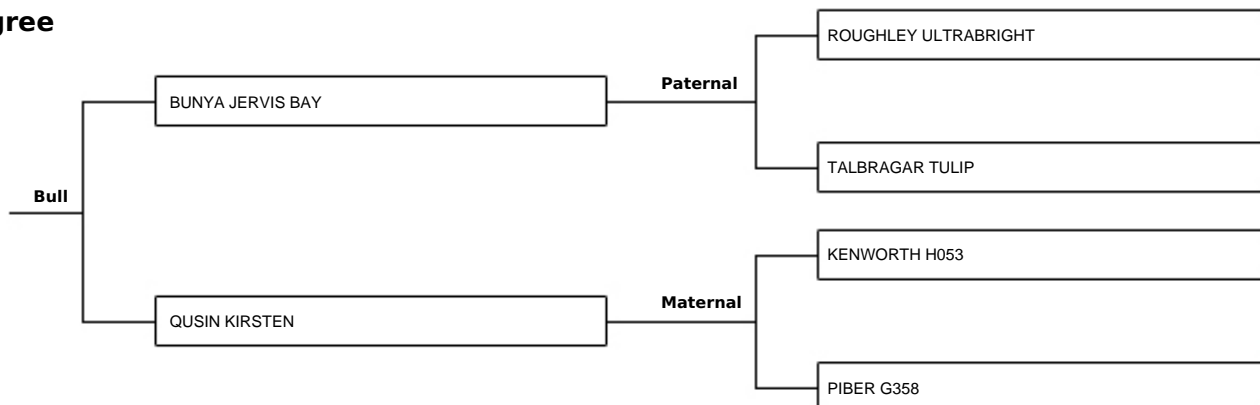 gree
ROUGHLEY ULTRABRIGHT
Paternal
BUNYA JERVIS BAY
TALBRAGAR TULIP
Bull
KENWORTH H053
Maternal
QUSIN KIRSTEN
PIBER G358